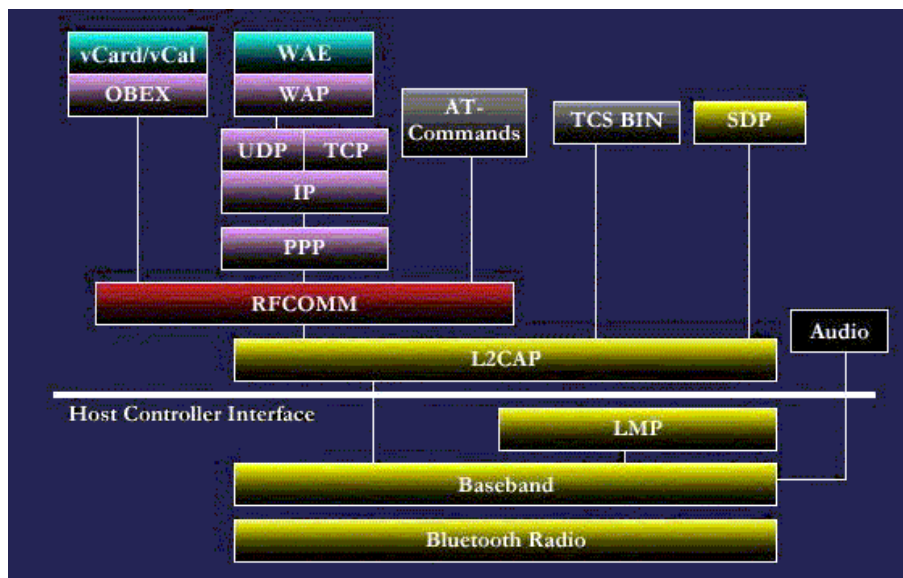 vCard/vCal
OBEX
WAE
WAP
UDP
TCP
IP
PPP
AT-
Commands
TCS BIN
SDP
RFCOMM
L2CAP
Audio
Host Controller Interface
LMP
Baseband
Bluetooth Radio